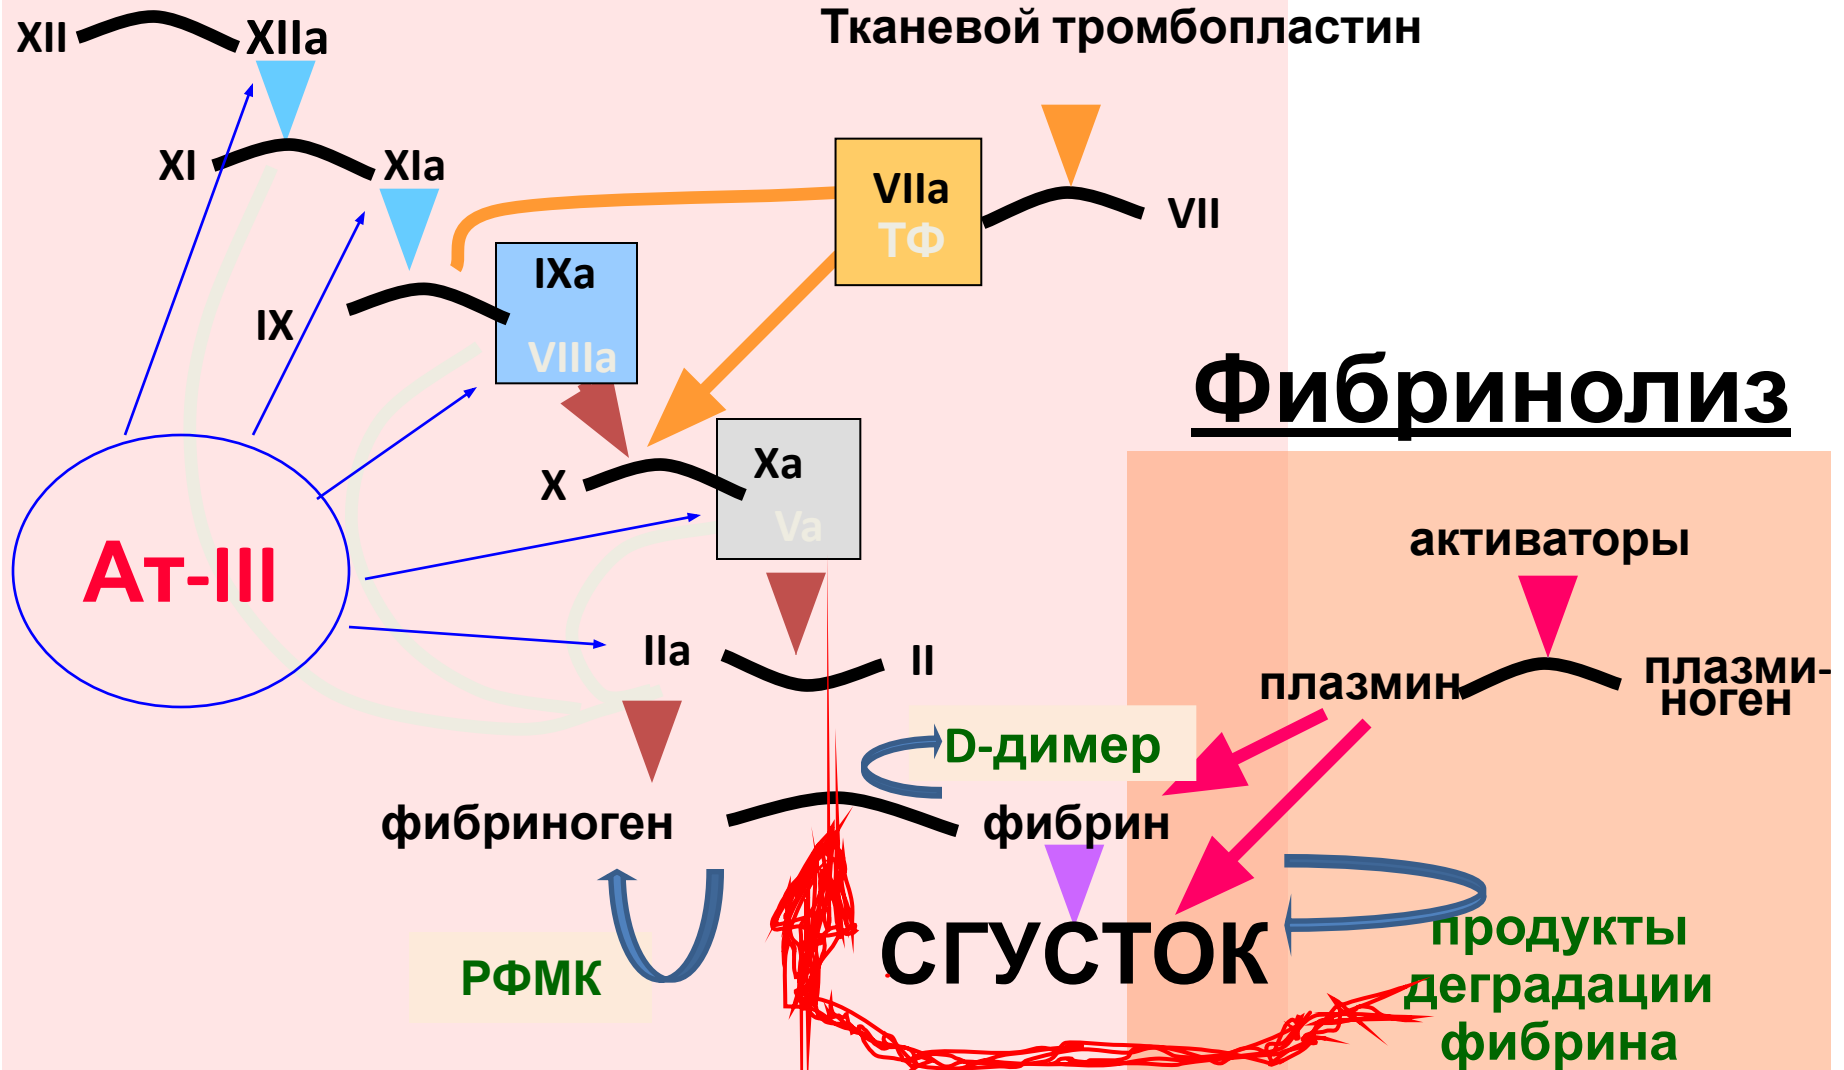 Тканевой тромбопластин
XII
XIIa
XI
XIa
VIIa
ТФ
VII
IXa
VIIIa
IX
Фибринолиз
X
Xa
Va
активаторы
Ат-III
IIa
II
плазмин
плазми-
ноген
D-димер
фибриноген
фибрин
СГУСТОК
РФМК
продукты
деградации
фибрина